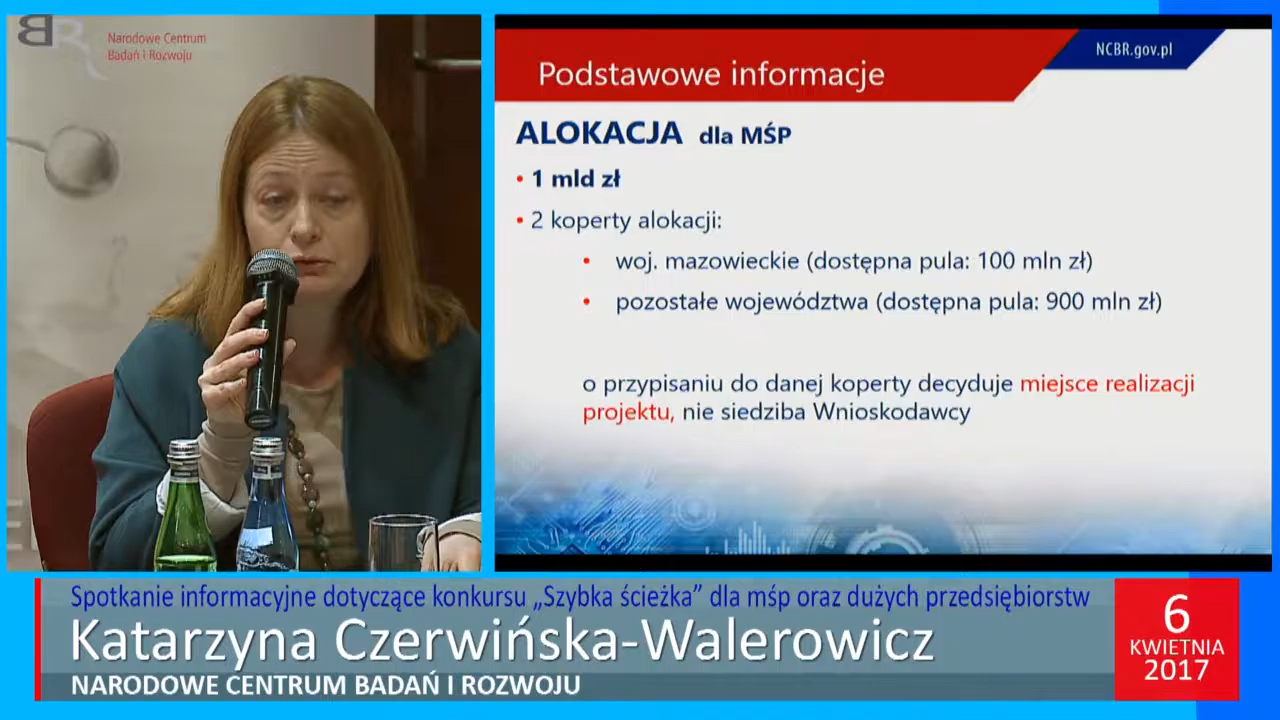 Narodowe Centrum
Badań i Rozwoju
NCBR.gov.pl
Podstawowe informacje
ALOKACJA dla MŚP
• 1 mld zł
• 2 koperty alokacji:
• woj. mazowieckie (dostępna pula: 100 mln zł)
• pozostałe województwa (dostępna pula: 900 mln zł)
o przypisaniu do danej koperty decyduje miejsce realizacji
projektu, nie siedziba Wnioskodawcy
Spotkanie informacyjne dotyczące konkursu „Szybka ścieżka” dla mśp oraz dużych przedsiębiorstw
Katarzyna Czerwińska-Walerowicz
NARODOWE CENTRUM BADAŃ I ROZWOJU
6
KWIETNIA
2017